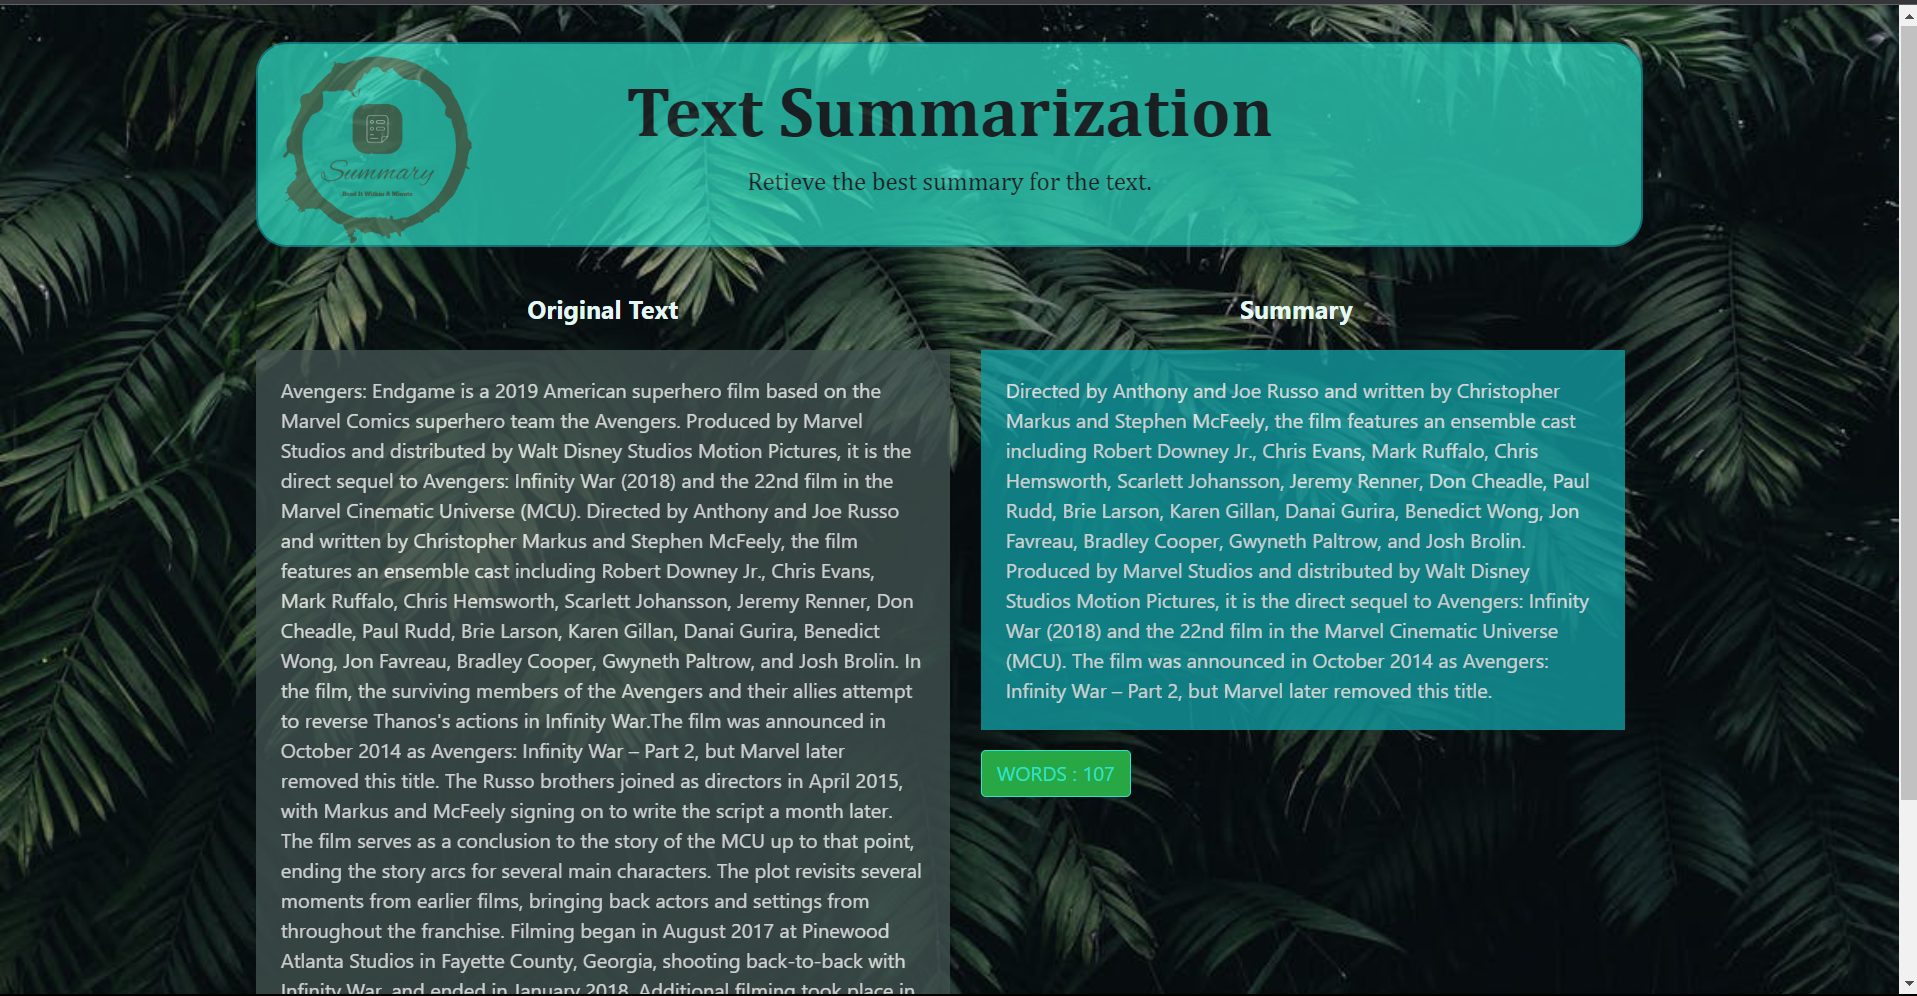 Summary
Read It Within A Minute
Text Summarization
Retieve the best summary for the text.
Original Text
Avengers: Endgame is a 2019 American superhero film based on the
Marvel Comics superhero team the Avengers. Produced by Marvel
Studios and distributed by Walt Disney Studios Motion Pictures, it is the
direct sequel to Avengers: Infinity War (2018) and the 22nd film in the
Marvel Cinematic Universe (MCU). Directed by Anthony and Joe Russo
and written by Christopher Markus and Stephen McFeely, the film
features an ensemble cast including Robert Downey Jr., Chris Evans,
Mark Ruffalo, Chris Hemsworth, Scarlett Johansson, Jeremy Renner, Don
Cheadle, Paul Rudd, Brie Larson, Karen Gillan, Danai Gurira, Benedict
Wong, Jon Favreau, Bradley Cooper, Gwyneth Paltrow, and Josh Brolin. In
the film, the surviving members of the Avengers and their allies attempt
to reverse Thanos's actions in Infinity War.The film was announced in
October 2014 as Avengers: Infinity War – Part 2, but Marvel later
removed this title. The Russo brothers joined as directors in April 2015,
with Markus and McFeely signing on to write the script a month later.
The film serves as a conclusion to the story of the MCU up to that point,
ending the story arcs for several main characters. The plot revisits several
moments from earlier films, bringing back actors and settings from
throughout the franchise. Filming began in August 2017 at Pinewood
Atlanta Studios in Fayette County, Georgia, shooting back-to-back with
Infinity War, and ended in January 2018. Additional filming took place in
Summary
Directed by Anthony and Joe Russo and written by Christopher
Markus and Stephen McFeely, the film features an ensemble cast
including Robert Downey Jr., Chris Evans, Mark Ruffalo, Chris
Hemsworth, Scarlett Johansson, Jeremy Renner, Don Cheadle, Paul
Rudd, Brie Larson, Karen Gillan, Danai Gurira, Benedict Wong, Jon
Favreau, Bradley Cooper, Gwyneth Paltrow, and Josh Brolin.
Produced by Marvel Studios and distributed by Walt Disney
Studios Motion Pictures, it is the direct sequel to Avengers: Infinity
War (2018) and the 22nd film in the Marvel Cinematic Universe
(MCU). The film was announced in October 2014 as Avengers:
Infinity War – Part 2, but Marvel later removed this title.
WORDS : 107